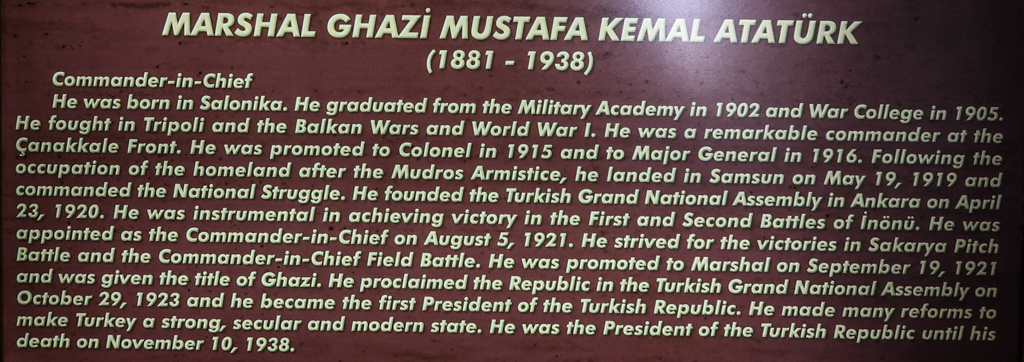 MARSHAL GHAZİ MUSTAFA KEMAL ATATÜRK
(1881 - 1938)
Commander-in-Chief
He was born in Salonika. He graduated from the Military Academy in 1902 and War College in 1905.
He fought in Tripoli and the Balkan Wars and World War I. He was a remarkable commander at the
Çanakkale Front. He was promoted to Colonel in 1915 and to Major General in 1916. Following the
occupation of the homeland after the Mudros Armistice, he landed in Samsun on May 19, 1919 and
commanded the National Struggle. He founded the Turkish Grand National Assembly in Ankara on April
23, 1920. He was instrumental in achieving victory in the First and Second Battles of İnönü. He was
appointed as the Commander-in-Chief on August 5, 1921. He strived for the victories in Sakarya Pitch
Battle and the Commander-in-Chief Field Battle. He was promoted to Marshal on September 19, 1921
and was given the title of Ghazi. He proclaimed the Republic in the Turkish Grand National Assembly on
October 29, 1923 and he became the first President of the Turkish Republic. He made many reforms to
make Turkey a strong, secular and modern state. He was the President of the Turkish Republic until his
death on November 10, 1938.